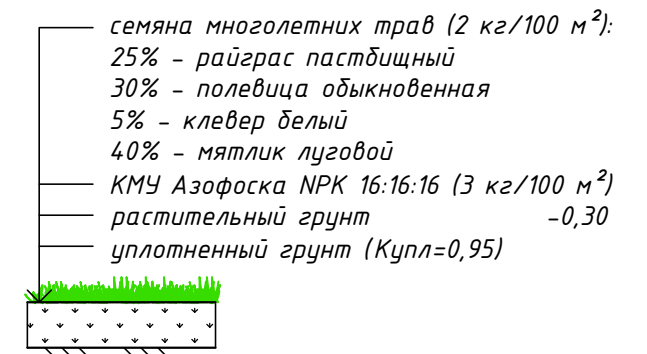 семяна многолетних трав (2 кг/100 м²):
25% – райграс пастбищный
30% – полевица обыкновенная
5% – клевер белый
40% – мятлик луговой
КМУ Азофоска NPK 16:16:16 (3 кг/100 м²)
растительный грунт –0,30
уплотненный грунт (Купл=0,95)